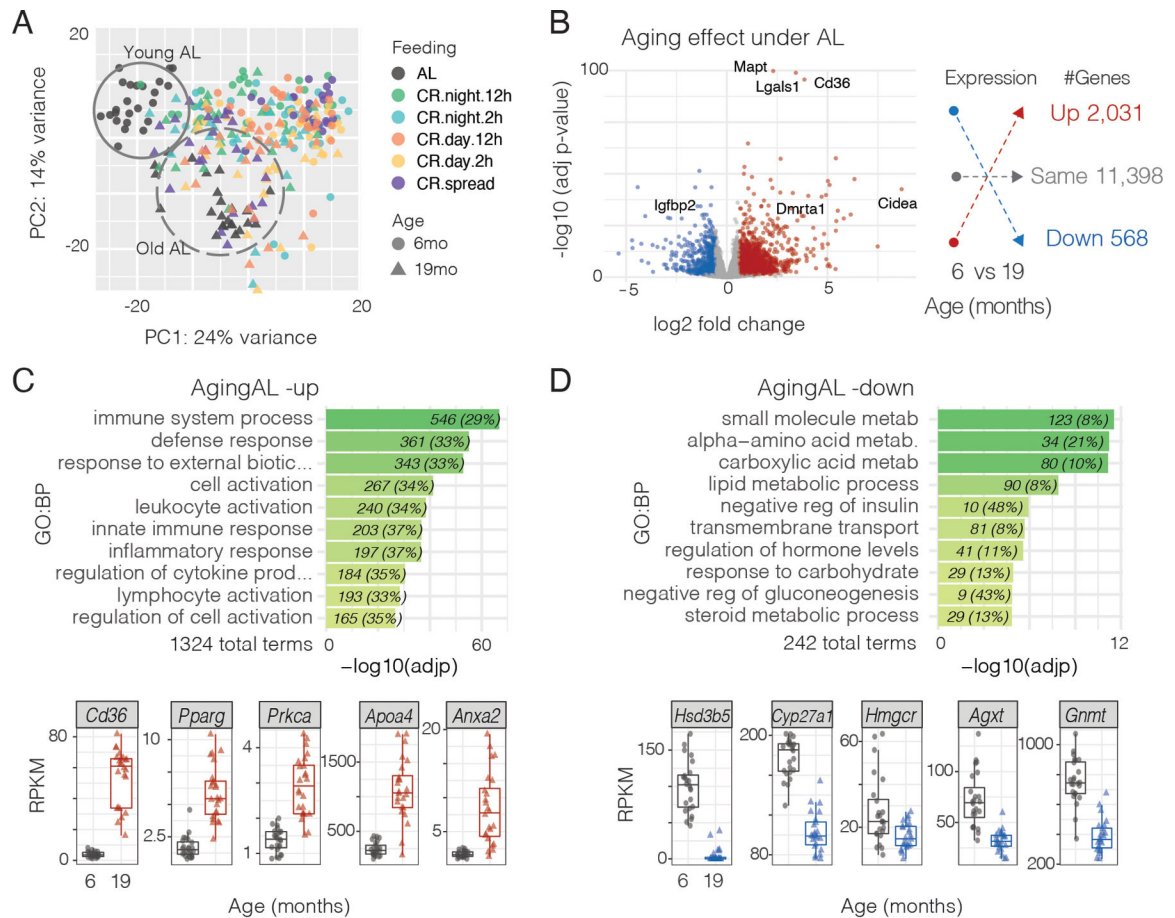 A
20
-20
PC2: 14% variance
Young AL
Old AL
-20
20
PC1: 24% variance
Feeding
AL
CR.night.12h
CR.night.2h
CR.day.12h
CR.day.2h
CR.spread
Age
6mo
19mo
B
Aging effect under AL
-log10 (adj p-value)
100
0
Mapt
Lgals1
Cd36
Igfbp2
Dmrta1
Cidea
-5
0
5
log2 fold change
Expression
#Genes
Up 2,031
Same 11,398
Down 568
6 vs 19
Age (months)
C
AgingAL -up
GO:BP
immune system process 546 (29%)
defense response 361 (33%)
response to external biotic... 343 (33%)
cell activation 267 (34%)
leukocyte activation 240 (34%)
innate immune response 203 (37%)
inflammatory response 197 (37%)
regulation of cytokine prod... 184 (35%)
lymphocyte activation 193 (33%)
regulation of cell activation 165 (35%)
1324 total terms
0
60
−log10(adjp)
Cd36
Pparg
Prkca
Apoa4
Anxa2
RPKM
80
0
10
2.5
4
1
1500
500
20
5
6 19
Age (months)
D
AgingAL -down
GO:BP
small molecule metab 123 (8%)
alpha−amino acid metab. 34 (21%)
carboxylic acid metab 80 (10%)
lipid metabolic process 90 (8%)
negative reg of insulin 10 (48%)
transmembrane transport 81 (8%)
regulation of hormone levels 41 (11%)
response to carbohydrate 29 (13%)
negative reg of gluconeogenesis 9 (43%)
steroid metabolic process 29 (13%)
242 total terms
0
12
−log10(adjp)
Hsd3b5
Cyp27a1
Hmgcr
Agxt
Gnmt
RPKM
150
0
200
80
60
20
100
50
1000
200
6 19
Age (months)